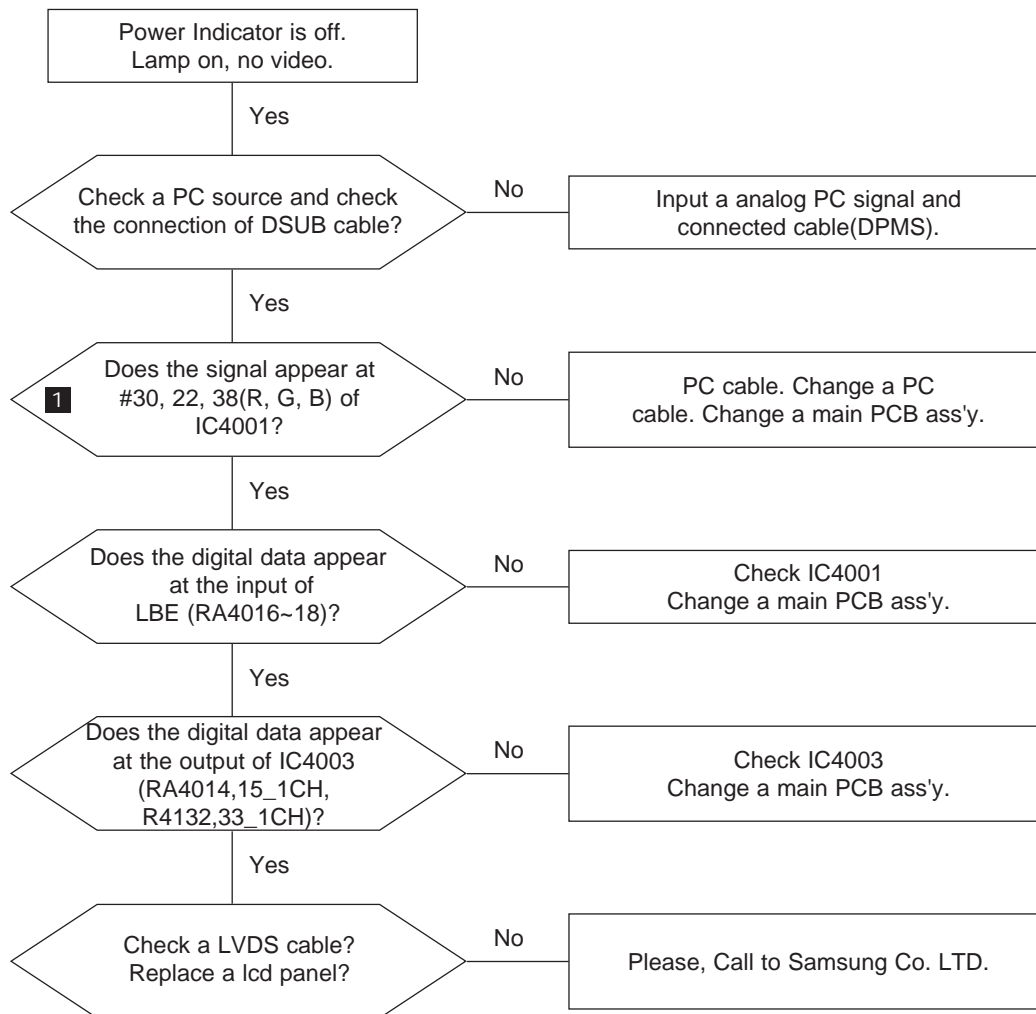 Power Indicator is off.
Lamp on, no video.
Yes
Check a PC source and check
the connection of DSUB cable?
No
Input a analog PC signal and
connected cable(DPMS).
Yes
1
Does the signal appear at
#30, 22, 38(R, G, B) of
IC4001?
No
PC cable. Change a PC
cable. Change a main PCB ass'y.
Yes
Does the digital data appear
at the input of
LBE (RA4016~18)?
No
Check IC4001
Change a main PCB ass'y.
Yes
Does the digital data appear
at the output of IC4003
(RA4014,15_1CH,
R4132,33_1CH)?
No
Check IC4003
Change a main PCB ass'y.
Yes
Check a LVDS cable?
Replace a lcd panel?
No
Please, Call to Samsung Co. LTD.